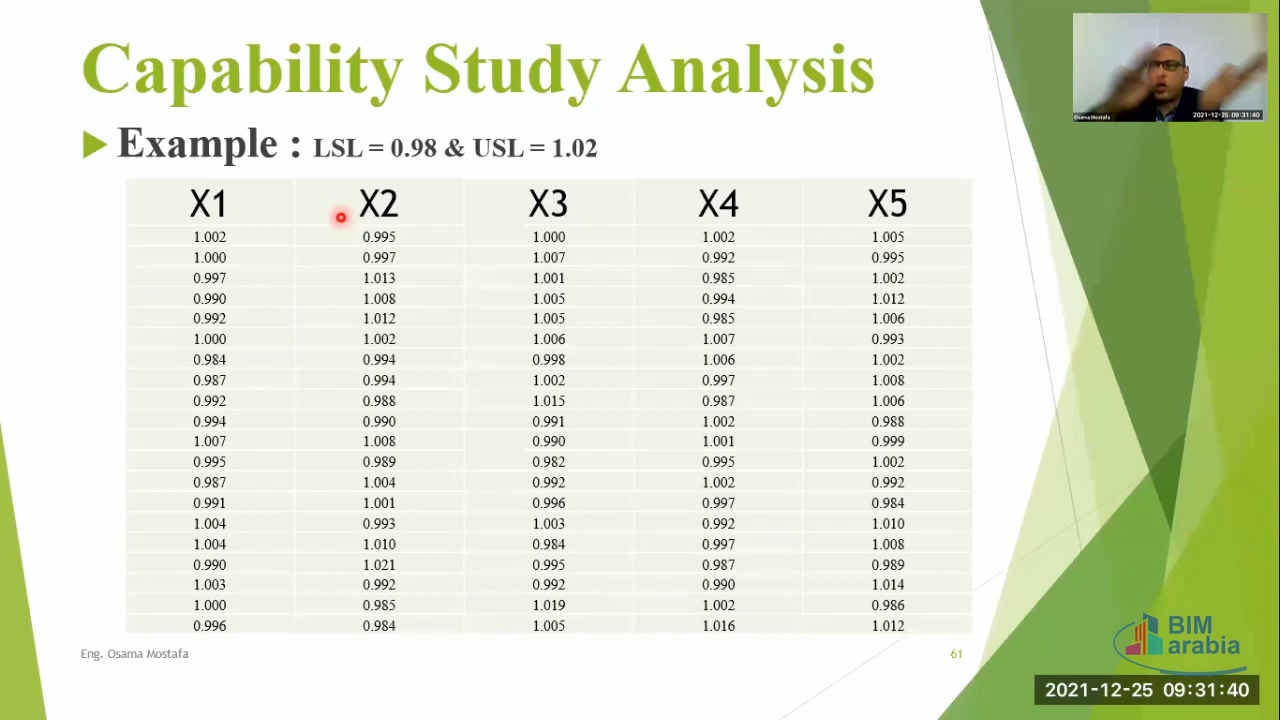 Capability Study Analysis
Example : LSL = 0.98 & USL = 1.02
X1 X2 X3 X4 X5
1.002 0.995 1.000 1.002 1.005
1.000 0.997 1.007 0.992 0.995
0.997 1.013 1.001 0.985 1.002
0.990 1.008 1.005 0.994 1.012
0.992 1.012 1.005 0.985 1.006
1.000 1.002 1.006 1.007 0.993
0.984 0.994 0.998 1.006 1.002
0.987 0.994 1.002 0.997 1.008
0.992 0.988 1.015 0.987 1.006
0.994 0.990 0.991 1.002 0.988
1.007 1.008 0.990 1.001 0.999
0.995 0.989 0.982 0.995 1.002
0.987 1.004 0.992 1.002 0.992
0.991 1.001 0.996 0.997 0.984
1.004 0.993 1.003 0.992 1.010
1.004 1.010 0.984 0.997 1.008
0.990 1.021 0.995 0.987 0.989
1.003 0.992 0.992 0.990 1.014
1.000 0.985 1.019 1.002 0.986
0.996 0.984 1.005 1.016 1.012
Eng. Osama Mostafa
61
Osama Mostafa
2021-12-25 09:31:40
BIM
arabia
2021-12-25 09:31:40